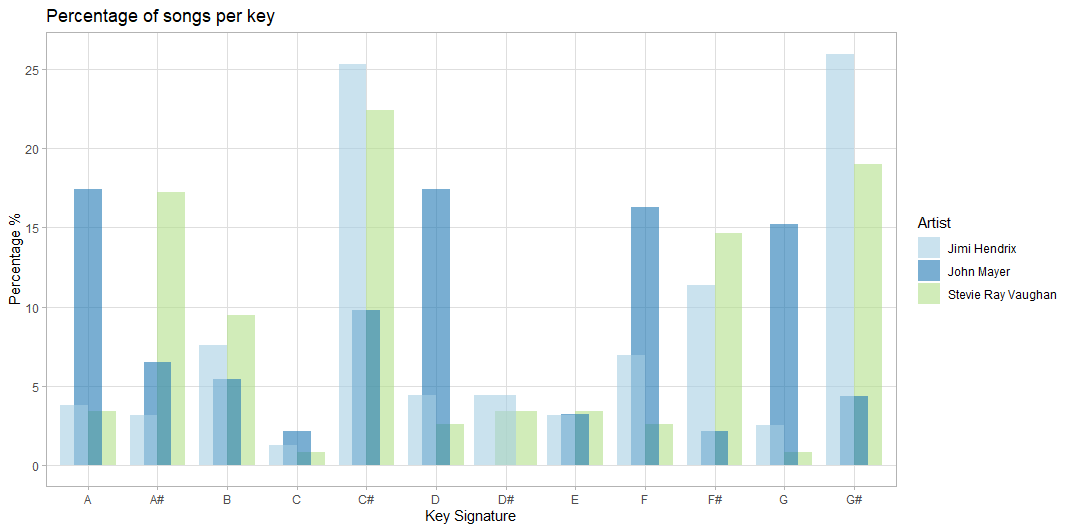 Percentage of songs per key
Percentage %
25
20
15
10
5
0
A A# B C C# D D# E F F# G G#
Key Signature
Artist
Jimi Hendrix
John Mayer
Stevie Ray Vaughan